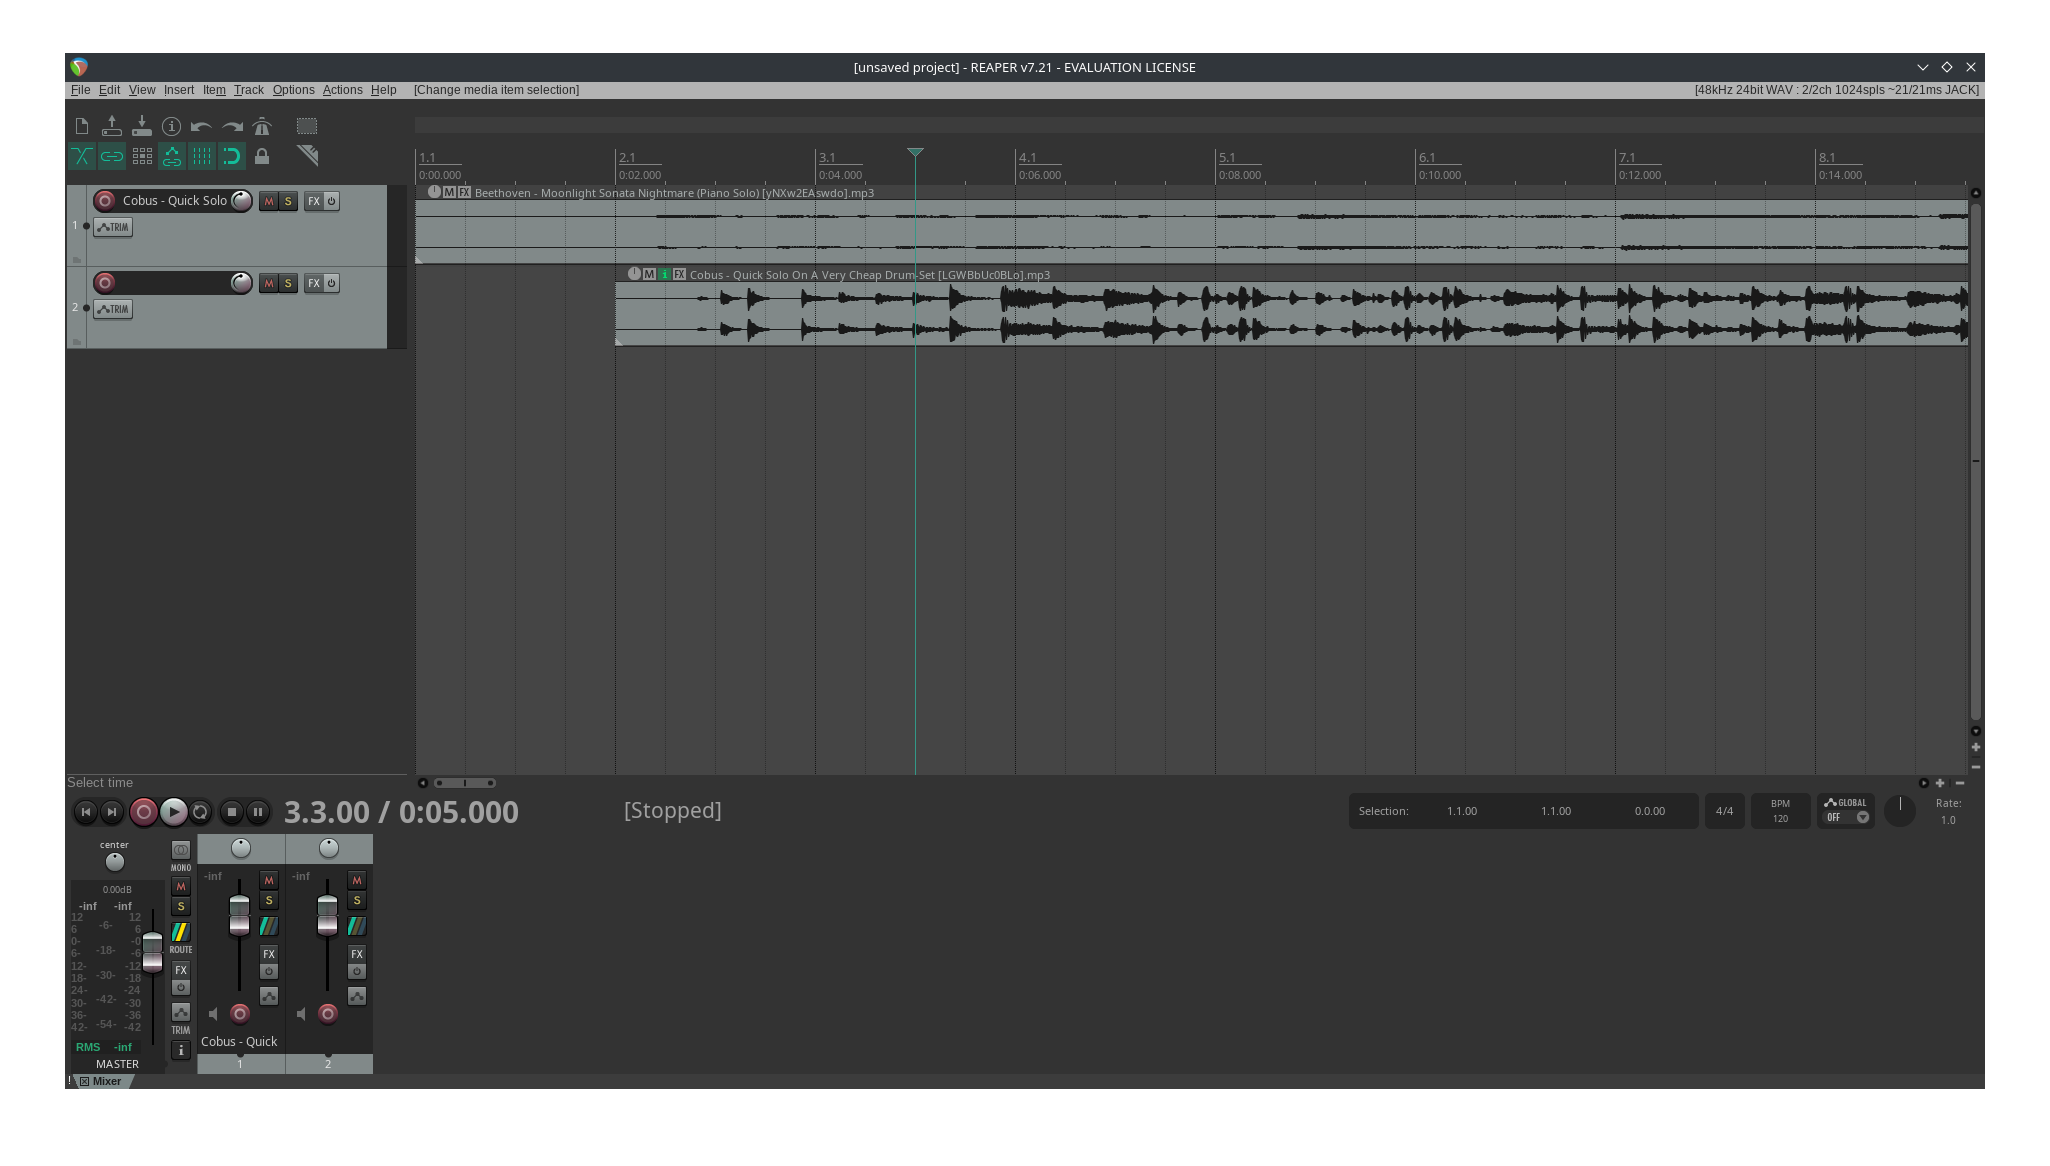 [unsaved project] - REAPER v7.21 - EVALUATION LICENSE
File Edit View Insert Item Track Options Actions Help [Change media item selection] [48kHz 24bit WAV : 2/2ch 1024spls ~21/21ms JACK]
1.1 2.1 3.1 4.1 5.1 6.1 7.1 8.1
0:00.000 0:02.000 0:04.000 0:06.000 0:08.000 0:10.000 0:12.000 0:14.000
M FX Beethoven - Moonlight Sonata Nightmare (Piano Solo) [yNXw2EAswdo].mp3
Cobus - Quick Solo M S FX
1 TRIM
M i FX Cobus - Quick Solo On A Very Cheap Drum-Set [LGWBbUc0BLo].mp3
M S FX
2 TRIM
Select time
3.3.00 / 0:05.000 [Stopped]
Selection: 1.1.00 1.1.00 0.0.00 4/4 BPM 120 GLOBAL OFF Rate: 1.0
center
MONO
0.00dB
-inf -inf
12 12
6 -6- 6
0- -0
6- -18- -6
12- -12
18- -30- -18
24- -24
30- -42- -30
36- -36
42- -54- -42
RMS -inf
MASTER
M
S
ROUTE
FX
TRIM
i
-inf M
S
FX
Cobus - Quick
1
-inf M
S
FX
2
! Mixer